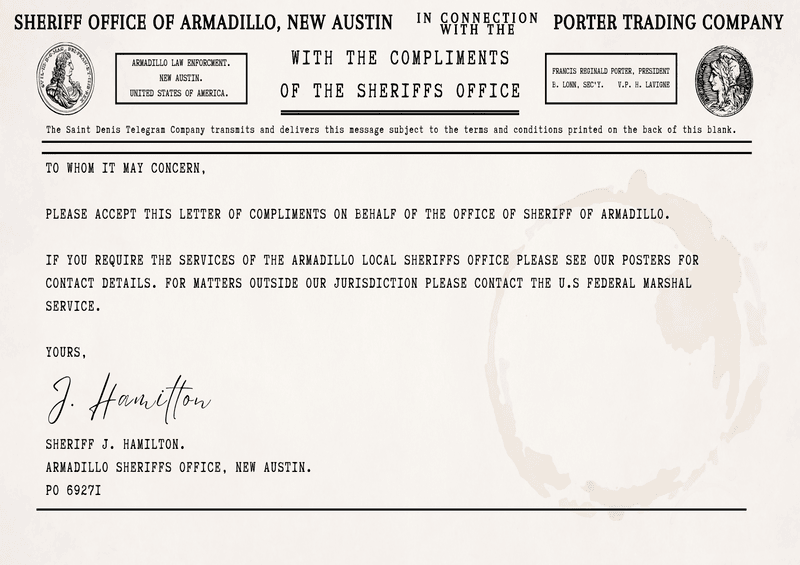 SHERIFF OFFICE OF ARMADILLO, NEW AUSTIN IN CONNECTION WITH THE PORTER TRADING COMPANY
ARMADILLO LAW ENFORCMENT.
NEW AUSTIN.
UNITED STATES OF AMERICA.
WITH THE COMPLIMENTS
OF THE SHERIFFS OFFICE
FRANCIS REGINALD PORTER, PRESIDENT
B. LONN, SEC'Y. V.P. H. LAVIGNE
The Saint Denis Telegram Company transmits and delivers this message subject to the terms and conditions printed on the back of this blank.
TO WHOM IT MAY CONCERN,
PLEASE ACCEPT THIS LETTER OF COMPLIMENTS ON BEHALF OF THE OFFICE OF SHERIFF OF ARMADILLO.
IF YOU REQUIRE THE SERVICES OF THE ARMADILLO LOCAL SHERIFFS OFFICE PLEASE SEE OUR POSTERS FOR
CONTACT DETAILS. FOR MATTERS OUTSIDE OUR JURISDICTION PLEASE CONTACT THE U.S FEDERAL MARSHAL
SERVICE.
YOURS,
J. Hamilton
SHERIFF J. HAMILTON.
ARMADILLO SHERIFFS OFFICE, NEW AUSTIN.
PO 6927I